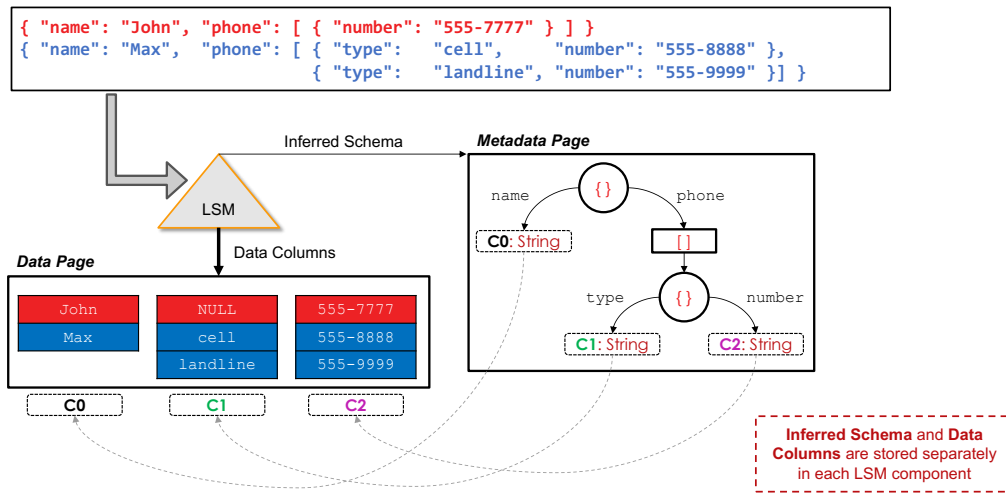 { "name": "John", "phone": [ { "number": "555-7777" } ] }
{ "name": "Max", "phone": [ { "type": "cell", "number": "555-8888" },
{ "type": "landline", "number": "555-9999" }] }
Inferred Schema
Metadata Page
{ }
name
phone
LSM
C0: String
[ ]
Data Columns
Data Page
type
{ }
number
John
NULL
555-7777
Max
cell
555-8888
C1: String
C2: String
landline
555-9999
C0
C1
C2
Inferred Schema and Data
Columns are stored separately
in each LSM component